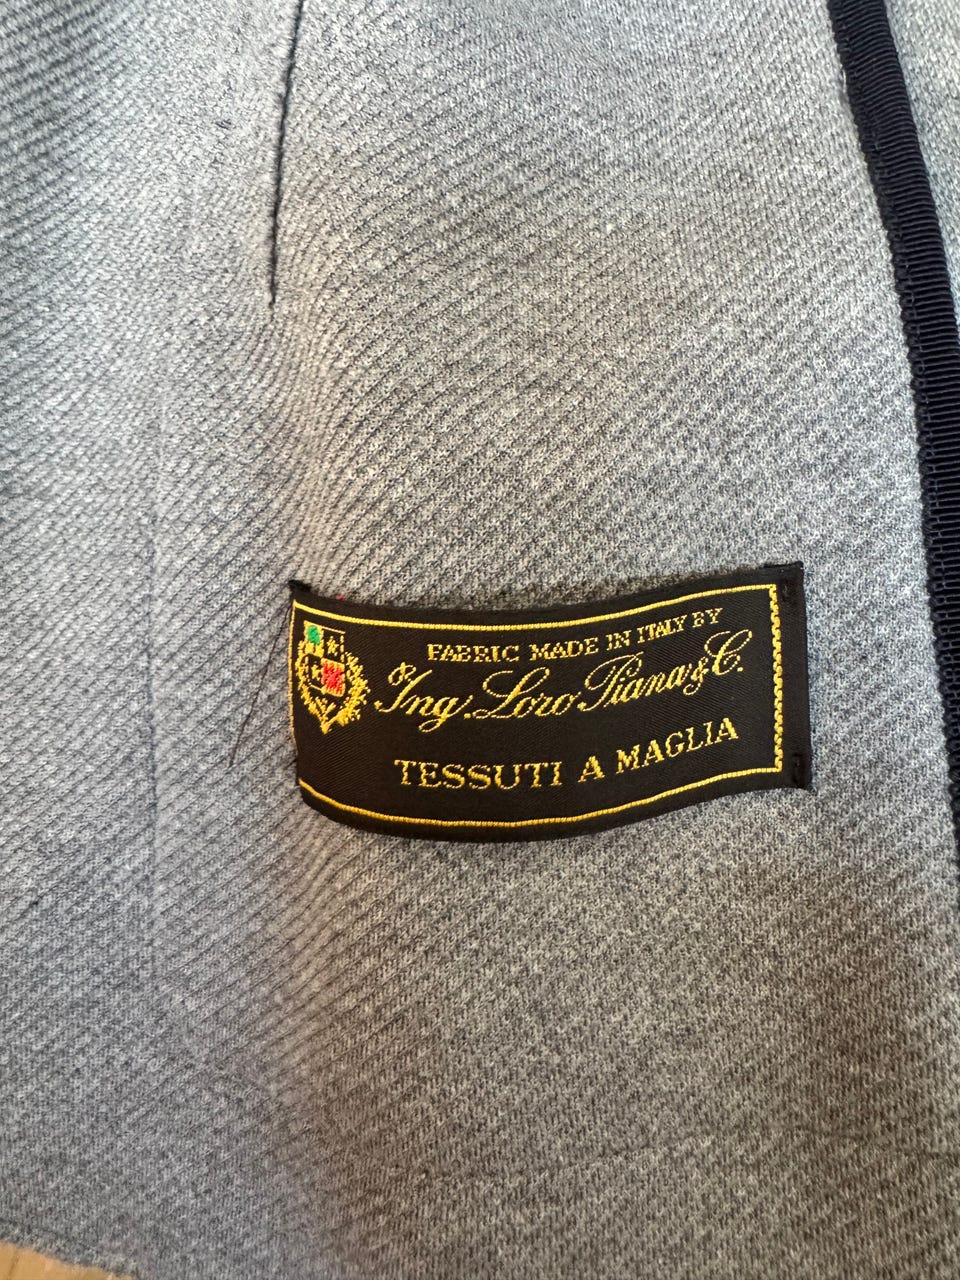 FABRIC MADE IN ITALY BY
Ing. Loro Piana & C.
TESSUTI A MAGLIA